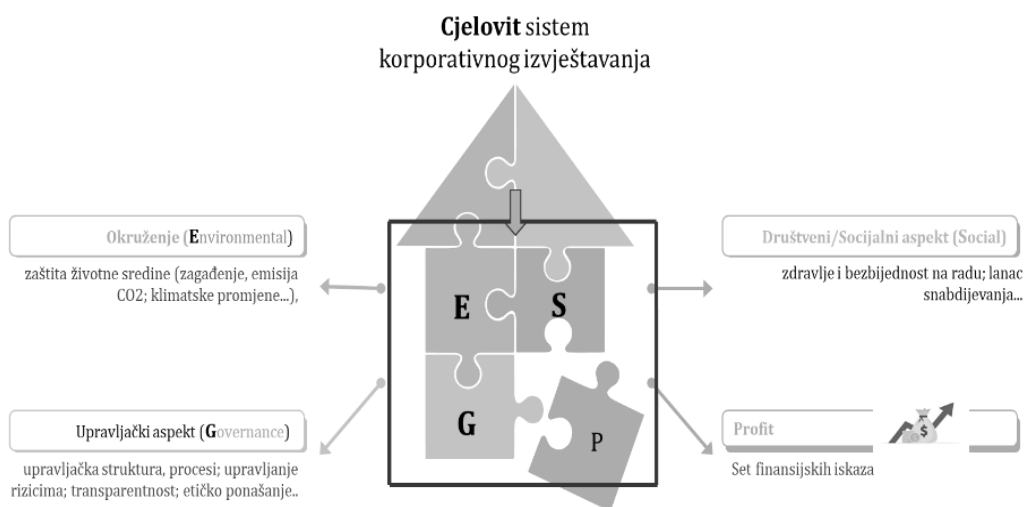 Cjelovit sistem
korporativnog izvještavanja
Okruženje (Environmental)
zaštita životne sredine (zagađenje, emisija
CO2; klimatske promjene...),
Društveni/Socijalni aspekt (Social)
zdravlje i bezbijednost na radu; lanac
snabdijevanja...
E
S
G
P
Upravljački aspekt (Governance)
upravljačka struktura, procesi; upravljanje
rizicima; transparentnost; etičko ponašanje..
Profit
$
Set finansijskih iskaza